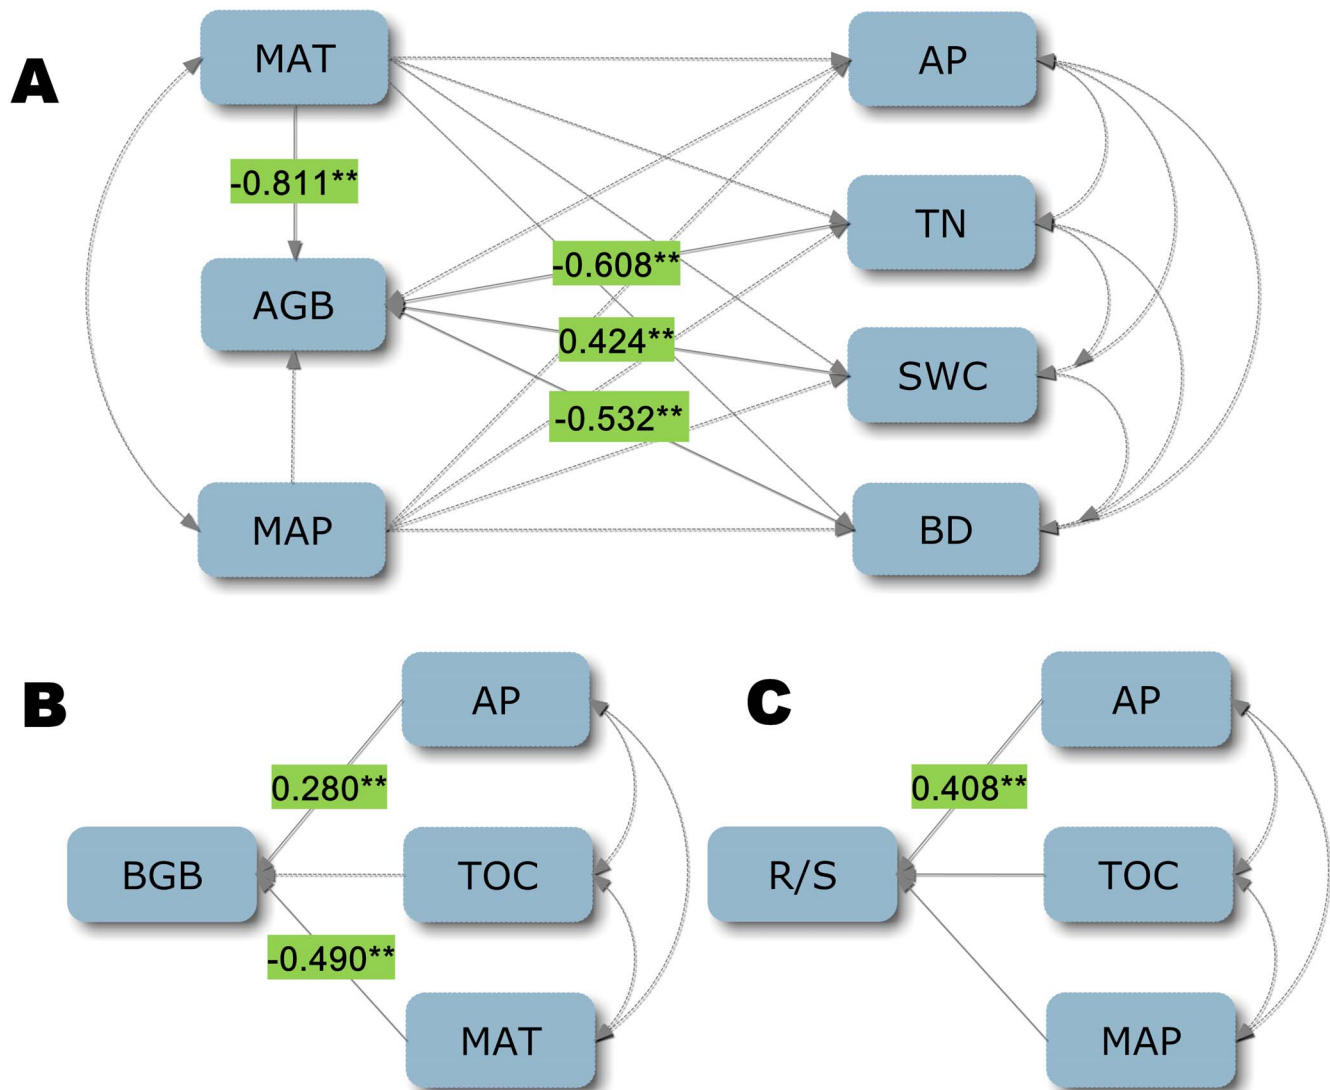 A
MAT
AP
-0.811**
TN
-0.608**
AGB
0.424**
SWC
-0.532**
MAP
BD
B
AP
0.280**
BGB
TOC
-0.490**
MAT
C
AP
0.408**
R/S
TOC
MAP